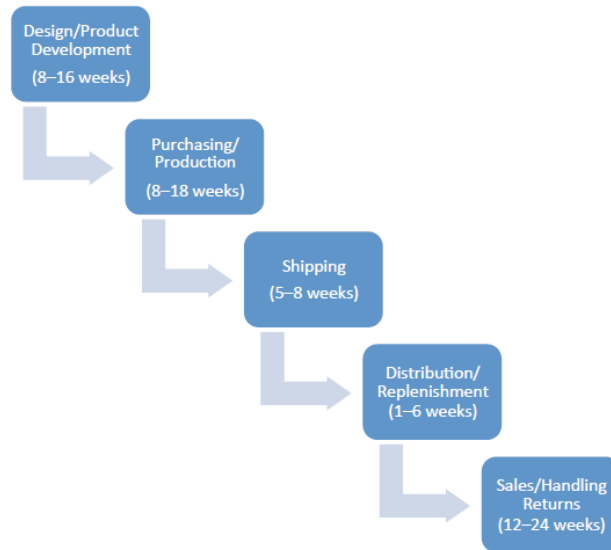 Design/Product
Development
(8–16 weeks)
Purchasing/
Production
(8–18 weeks)
Shipping
(5–8 weeks)
Distribution/
Replenishment
(1–6 weeks)
Sales/Handling
Returns
(12–24 weeks)